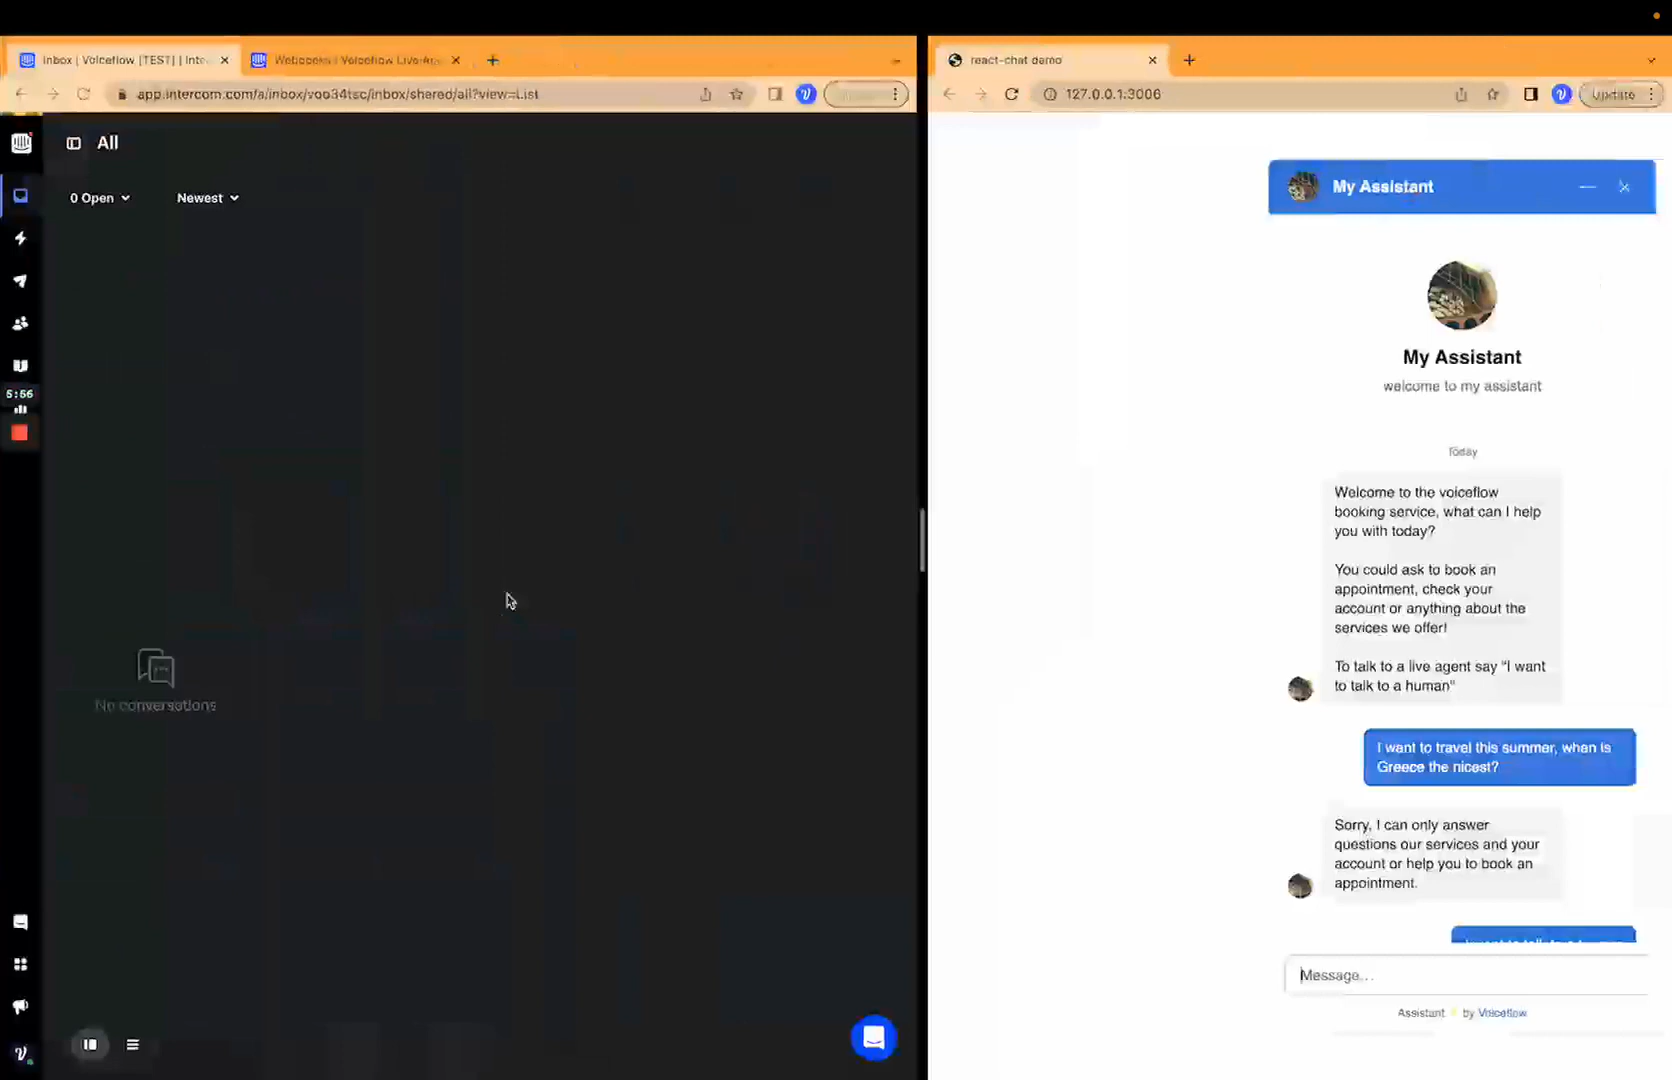 Inbox | Voiceflow [TEST] | Inte
app.intercom.com/a/inbox/voo34tsc/inbox/shared/all?view=List
All
0 Open
Newest
5:56
No conversations
react-chat demo
127.0.0.1:3006
Update
My Assistant
My Assistant
welcome to my assistant
Today
Welcome to the voiceflow
booking service, what can I help
you with today?
You could ask to book an
appointment, check your
account or anything about the
services we offer!
To talk to a live agent say "I want
to talk to a human"
I want to travel this summer, when is
Greece the nicest?
Sorry, I can only answer
questions our services and your
account or help you to book an
appointment.
Message...
Assistant by Voiceflow